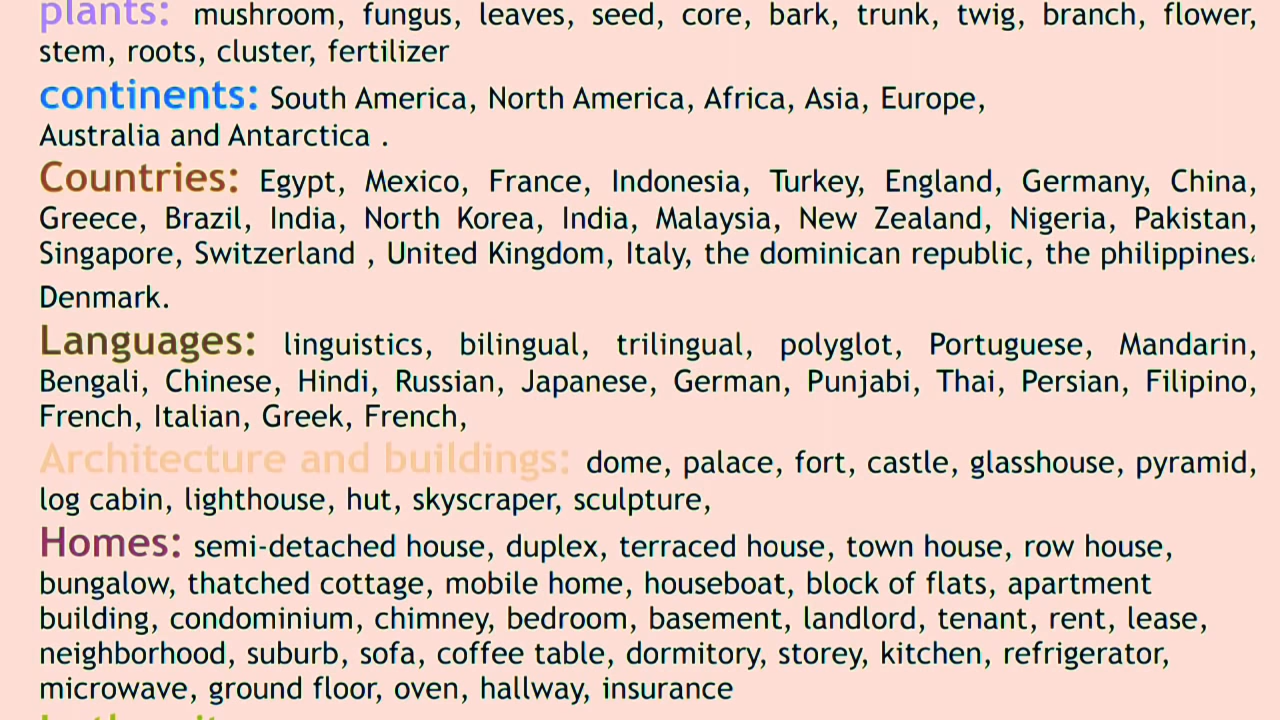 plants: mushroom, fungus, leaves, seed, core, bark, trunk, twig, branch, flower,
stem, roots, cluster, fertilizer
continents: South America, North America, Africa, Asia, Europe,
Australia and Antarctica .
Countries: Egypt, Mexico, France, Indonesia, Turkey, England, Germany, China,
Greece, Brazil, India, North Korea, India, Malaysia, New Zealand, Nigeria, Pakistan,
Singapore, Switzerland , United Kingdom, Italy, the dominican republic, the philippines،
Denmark.
Languages: linguistics, bilingual, trilingual, polyglot, Portuguese, Mandarin,
Bengali, Chinese, Hindi, Russian, Japanese, German, Punjabi, Thai, Persian, Filipino,
French, Italian, Greek, French,
Architecture and buildings: dome, palace, fort, castle, glasshouse, pyramid,
log cabin, lighthouse, hut, skyscraper, sculpture,
Homes: semi-detached house, duplex, terraced house, town house, row house,
bungalow, thatched cottage, mobile home, houseboat, block of flats, apartment
building, condominium, chimney, bedroom, basement, landlord, tenant, rent, lease,
neighborhood, suburb, sofa, coffee table, dormitory, storey, kitchen, refrigerator,
microwave, ground floor, oven, hallway, insurance